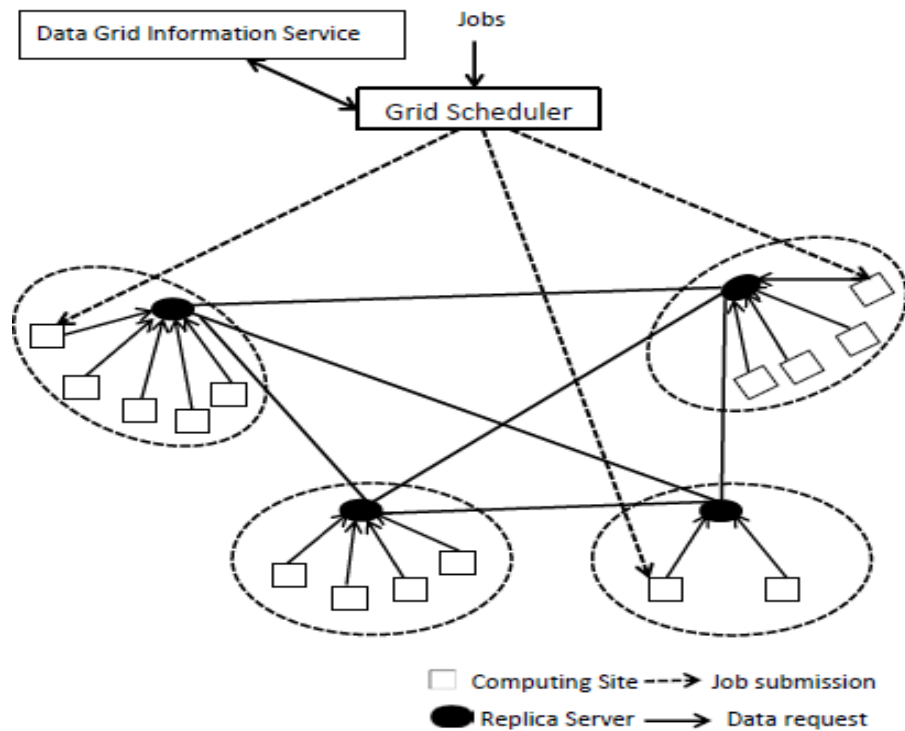 Data Grid Information Service
Jobs
Grid Scheduler
Computing Site
Job submission
Replica Server
Data request